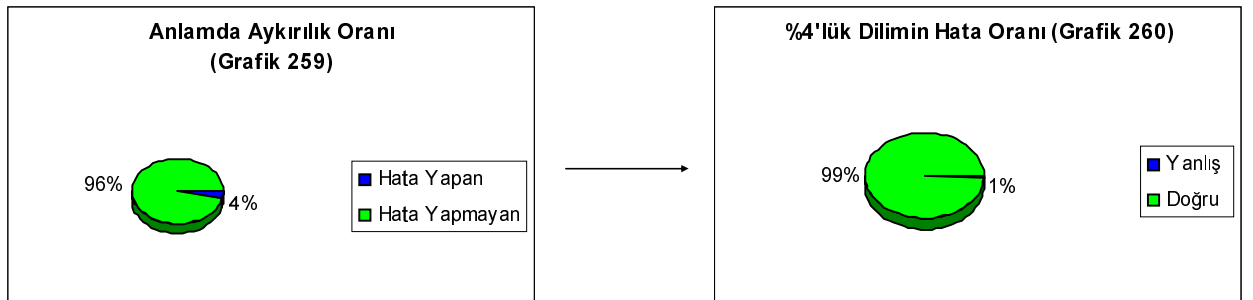 Anlamda Aykırılık Oranı
(Grafik 259)
96%
4%
Hata Yapan
Hata Yapmayan
%4'lük Dilimin Hata Oranı (Grafik 260)
99%
1%
Yanlış
Doğru